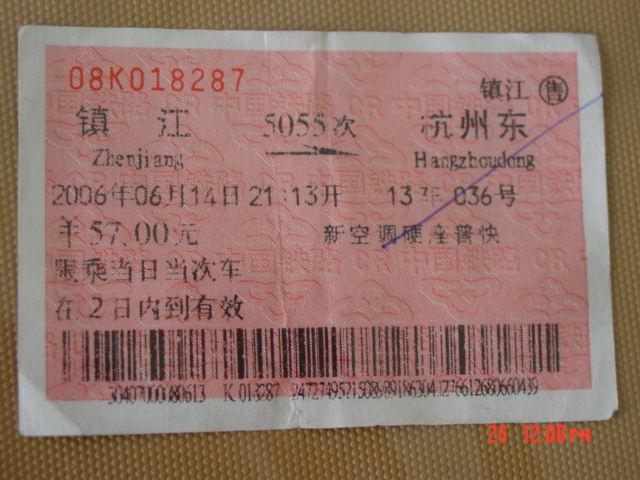 08K018287
镇江 售
镇 江 5055次 杭州东
Zhenjiang Hangzhoudong
2006年06月14日21:13开 13车 036号
￥57.00元 新空调硬座普快
限乘当日当次车
在2日内到有效
K 018287
26 12:00PM